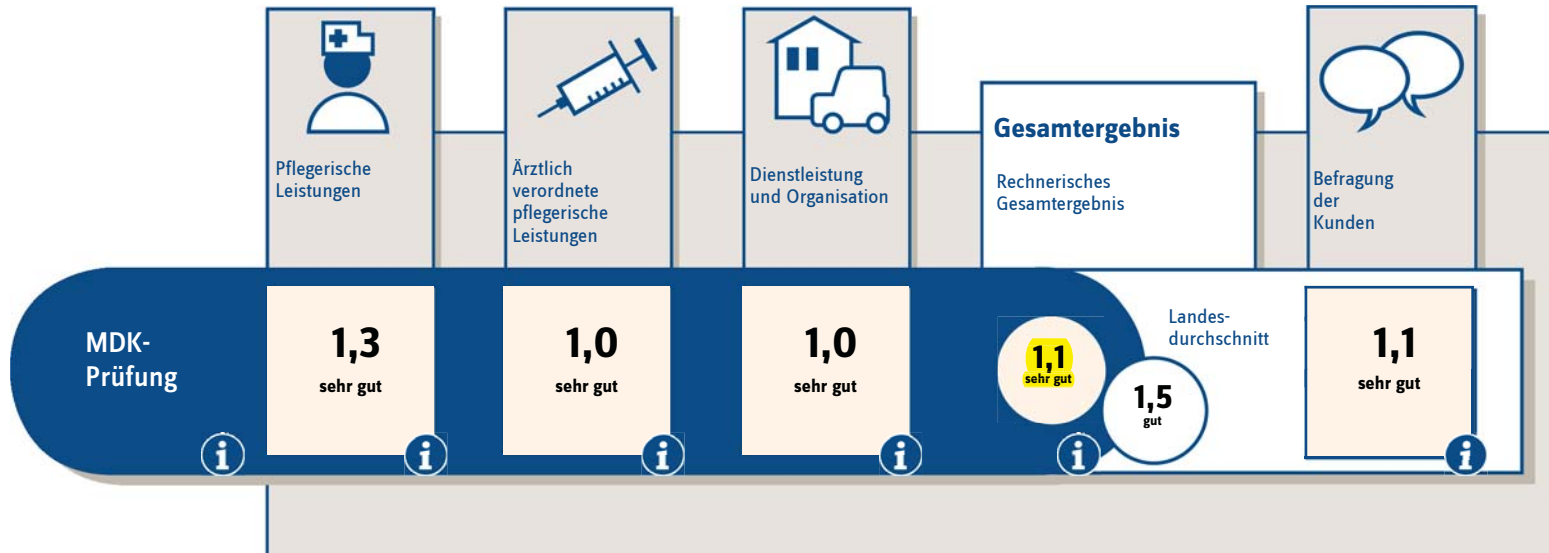 Pflegerische
Leistungen
Ärztlich
verordnete
pflegerische
Leistungen
Dienstleistung
und Organisation
Gesamtergebnis
Rechnerisches
Gesamtergebnis
Befragung
der
Kunden
MDK-
Prüfung
1,3
sehr gut
1,0
sehr gut
1,0
sehr gut
1,1
sehr gut
Landes-
durchschnitt
1,5
gut
1,1
sehr gut
i
i
i
i
i
i